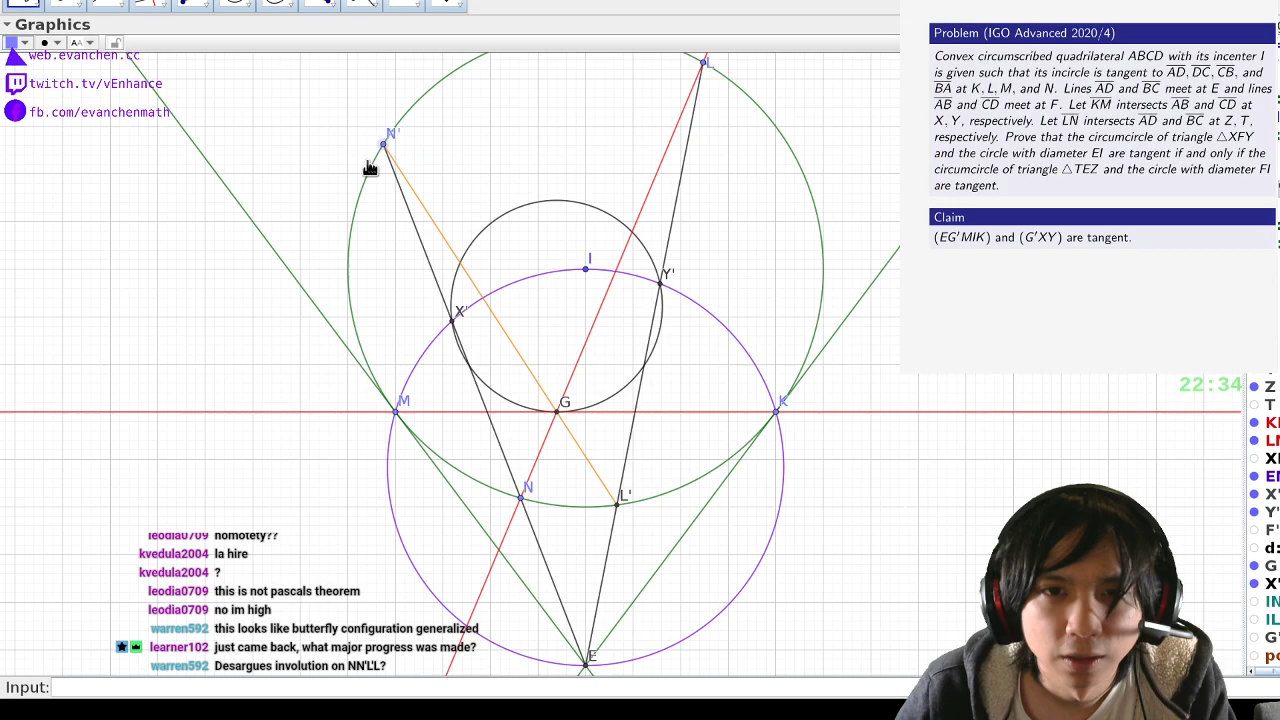 Graphics
web.evanchen.cc
twitch.tv/vEnhance
fb.com/evanchenmath
Problem (IGO Advanced 2020/4)
Convex circumscribed quadrilateral ABCD with its incenter I
is given such that its incircle is tangent to AD, DC, CB, and
BA at K, L, M, and N. Lines AD and BC meet at E and lines
AB and CD meet at F. Let KM intersects AB and CD at
X, Y, respectively. Let LN intersects AD and BC at Z, T,
respectively. Prove that the circumcircle of triangle △XFY
and the circle with diameter EI are tangent if and only if the
circumcircle of triangle △TEZ and the circle with diameter FI
are tangent.
Claim
(EG′MIK) and (G′XY) are tangent.
L
N'
I
Y'
X'
M
G
K
N
L'
E
22:34
Z
T
Y'
F'
d:
G
G'
leodia0709 homotety??
kvedula2004 la hire
kvedula2004 ?
leodia0709 this is not pascals theorem
leodia0709 no im high
warren592 this looks like butterfly configuration generalized
learner102 just came back, what major progress was made?
warren592 Desargues involution on NN'L'L?
Input: